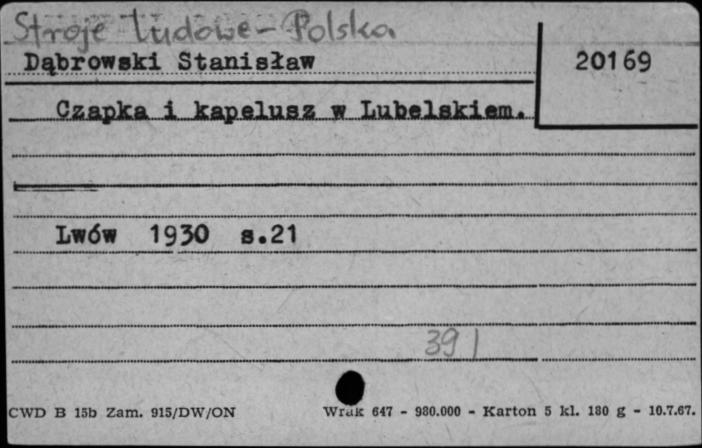 Stroje ludowe - Polska
Dąbrowski Stanisław
20169
Czapka i kapelusz w Lubelskiem.
Lwów 1930 s.21
391
CWD B 15b Zam. 915/DW/ON Wrak 647 - 980.000 - Karton 5 kl. 180 g - 10.7.67.